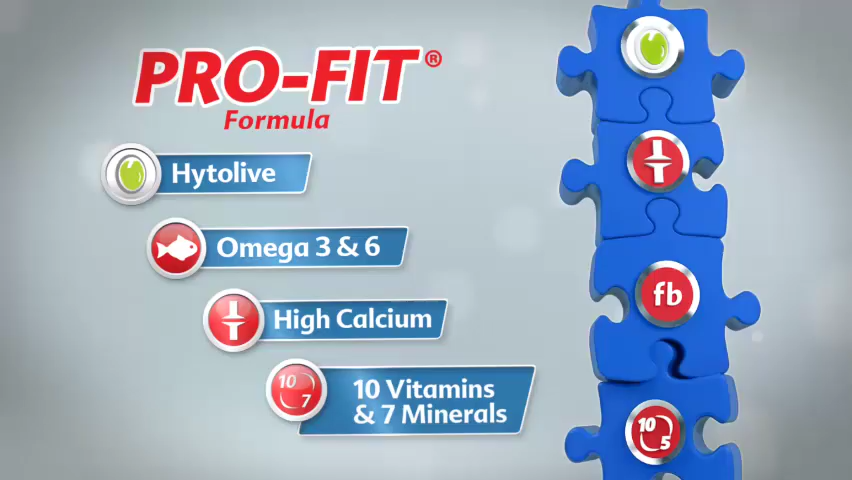 PRO-FIT®
Formula
Hytolive
Omega 3 & 6
High Calcium
10
7
10 Vitamins
& 7 Minerals
fb
10
5